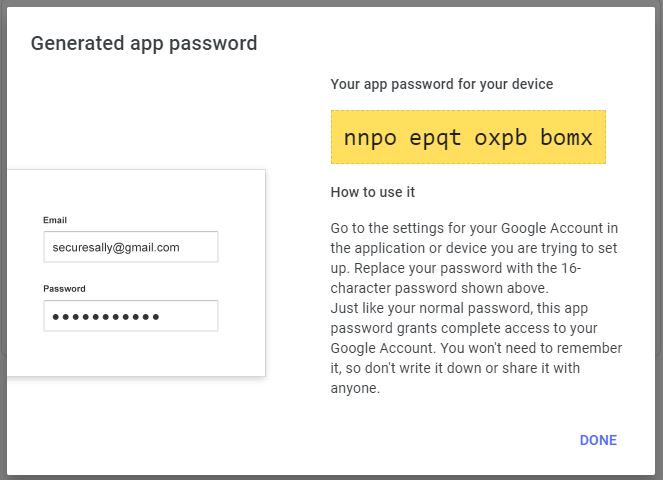 Generated app password
Your app password for your device
nnpo epqt oxpb bomx
How to use it
Email
securesally@gmail.com
Password
●●●●●●●●●●●
Go to the settings for your Google Account in
the application or device you are trying to set
up. Replace your password with the 16-
character password shown above.
Just like your normal password, this app
password grants complete access to your
Google Account. You won't need to remember
it, so don't write it down or share it with
anyone.
DONE